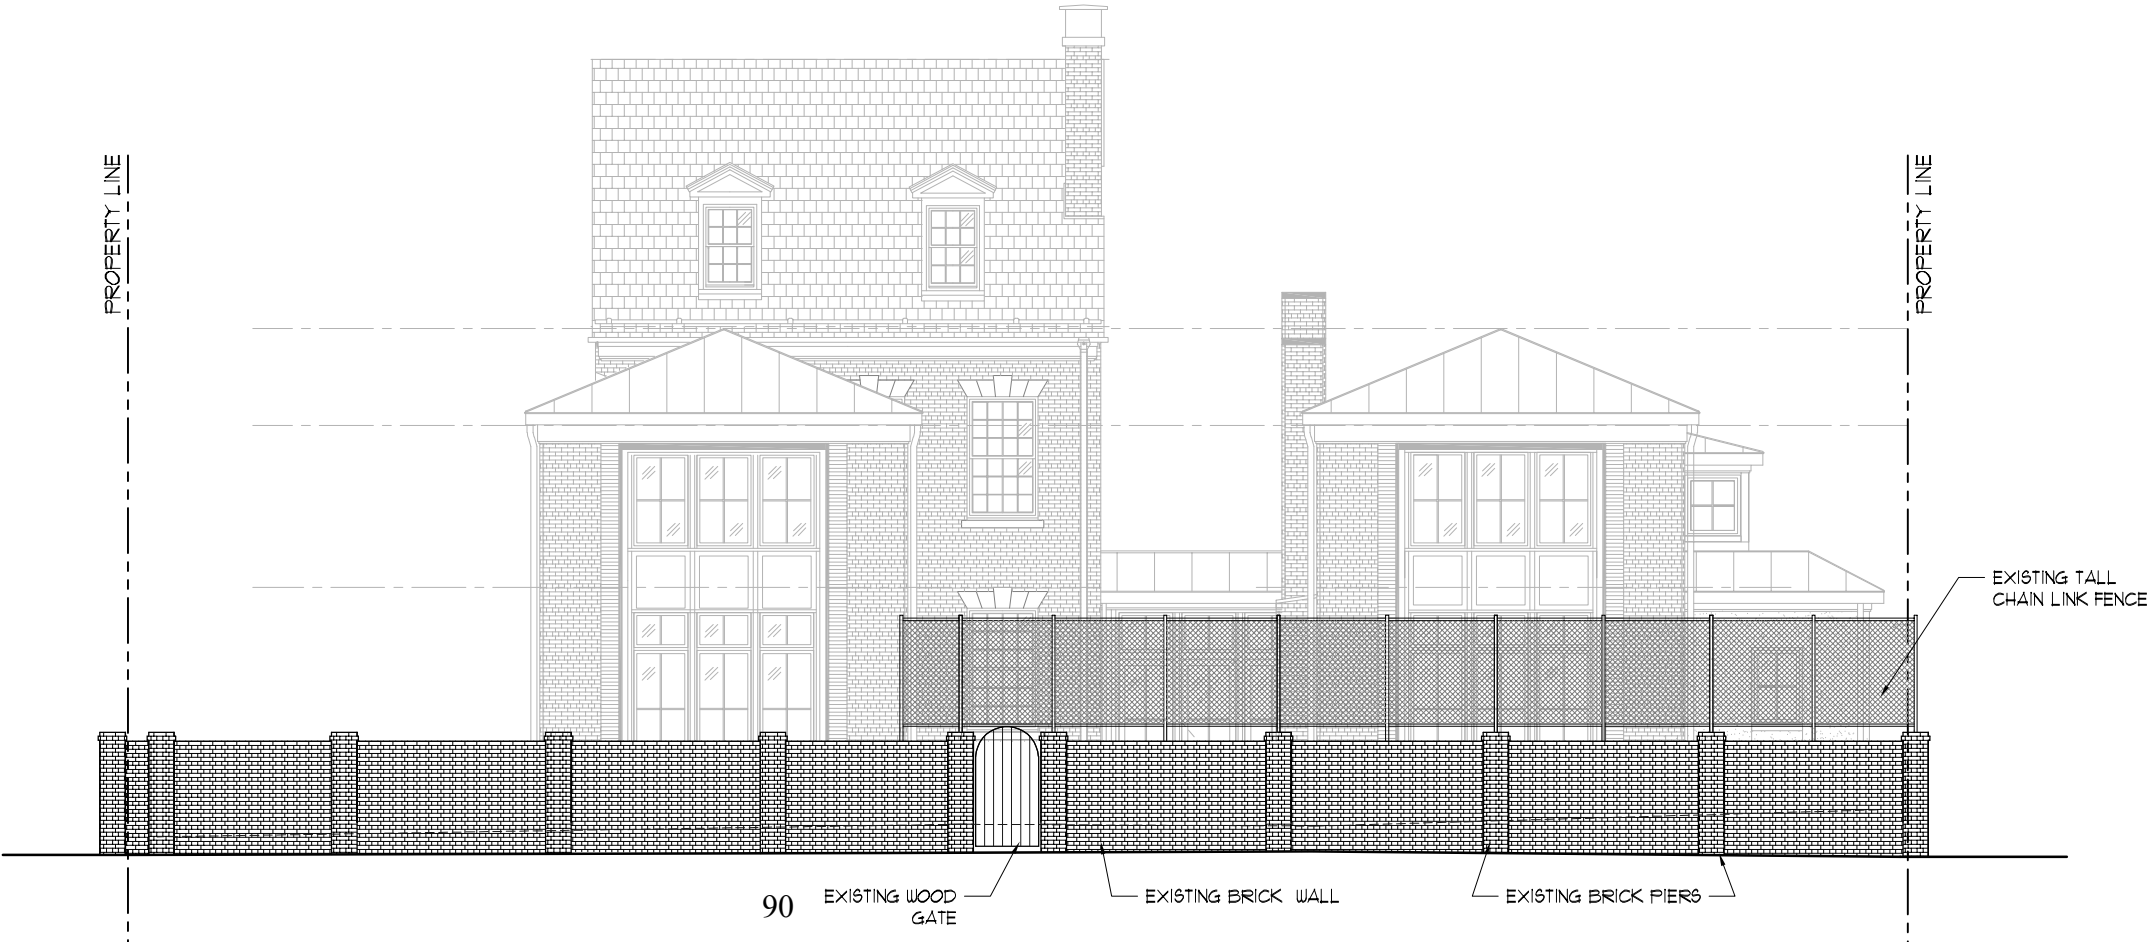 PROPERTY LINE
PROPERTY LINE
EXISTING TALL
CHAIN LINK FENCE
90
EXISTING WOOD
GATE
EXISTING BRICK WALL
EXISTING BRICK PIERS